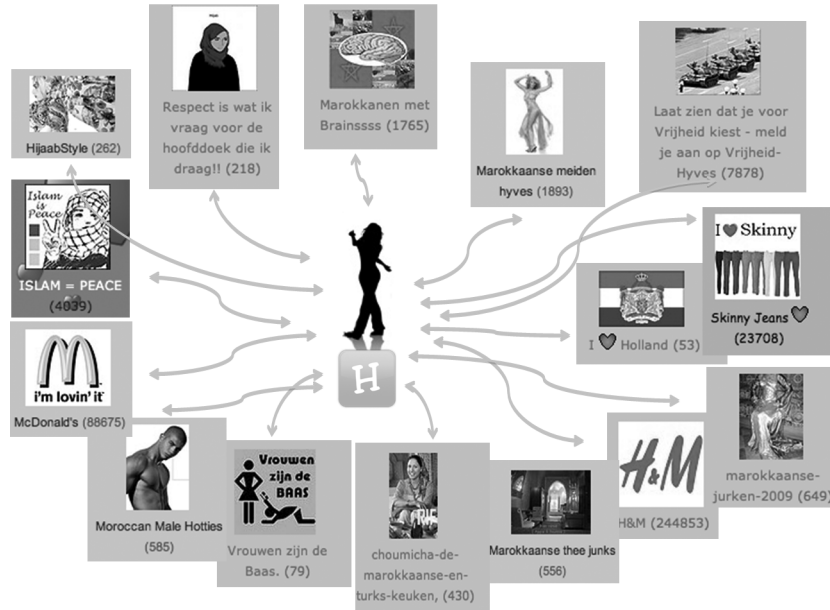 Respect is wat ik
vraag voor de
hoofddoek die ik
draag!! (218)
Marokkanen met
Brainssss (1765)
Marokkaanse meiden
hyves (1893)
Laat zien dat je voor
Vrijheid kiest - meld
je aan op Vrijheid-
Hyves (7878)
HijaabStyle (262)
Islam
is
Peace
ISLAM = PEACE
(4039)
I Skinny
Skinny Jeans
(23708)
I Holland (53)
i'm lovin' it
McDonald's (88675)
H
Moroccan Male Hotties
(585)
Vrouwen
zijn de
BAAS
Vrouwen zijn de
Baas. (79)
RIF
choumicha-de-
marokkaanse-en-
turks-keuken, (430)
Marokkaanse thee junks
(556)
H&M
H&M (244853)
marokkaanse-
jurken-2009 (649)